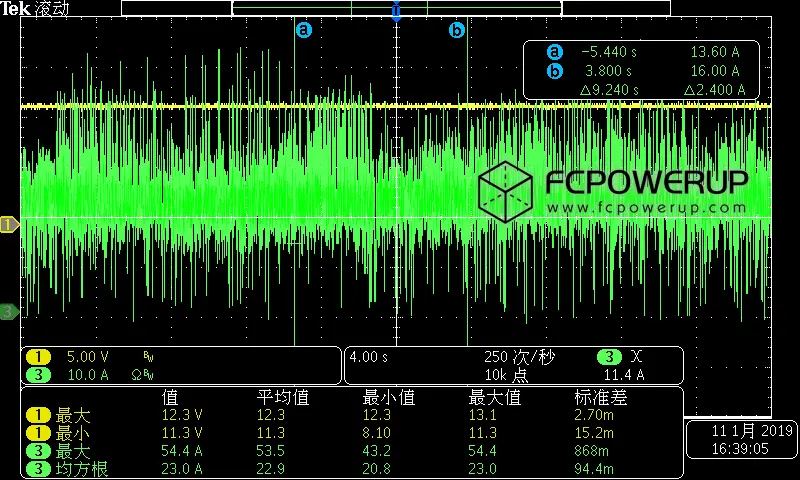 Tek 滚动
a
b
a -5.440 s 13.60 A
b 3.800 s 16.00 A
△9.240 s △2.400 A
FCPOWERUP
www.fcpowerup.com
1
3
1 5.00 V BW
3 10.0 A ΩBW
4.00 s 250 次/秒
10k 点
3 X
11.4 A
值 平均值 最小值 最大值 标准差
1 最大 12.3 V 12.3 12.3 13.1 2.70m
1 最小 11.3 V 11.3 8.10 11.3 15.2m
3 最大 54.4 A 53.5 43.2 54.4 868m
3 均方根 23.0 A 22.9 20.8 23.0 94.4m
11 1月 2019
16:39:05